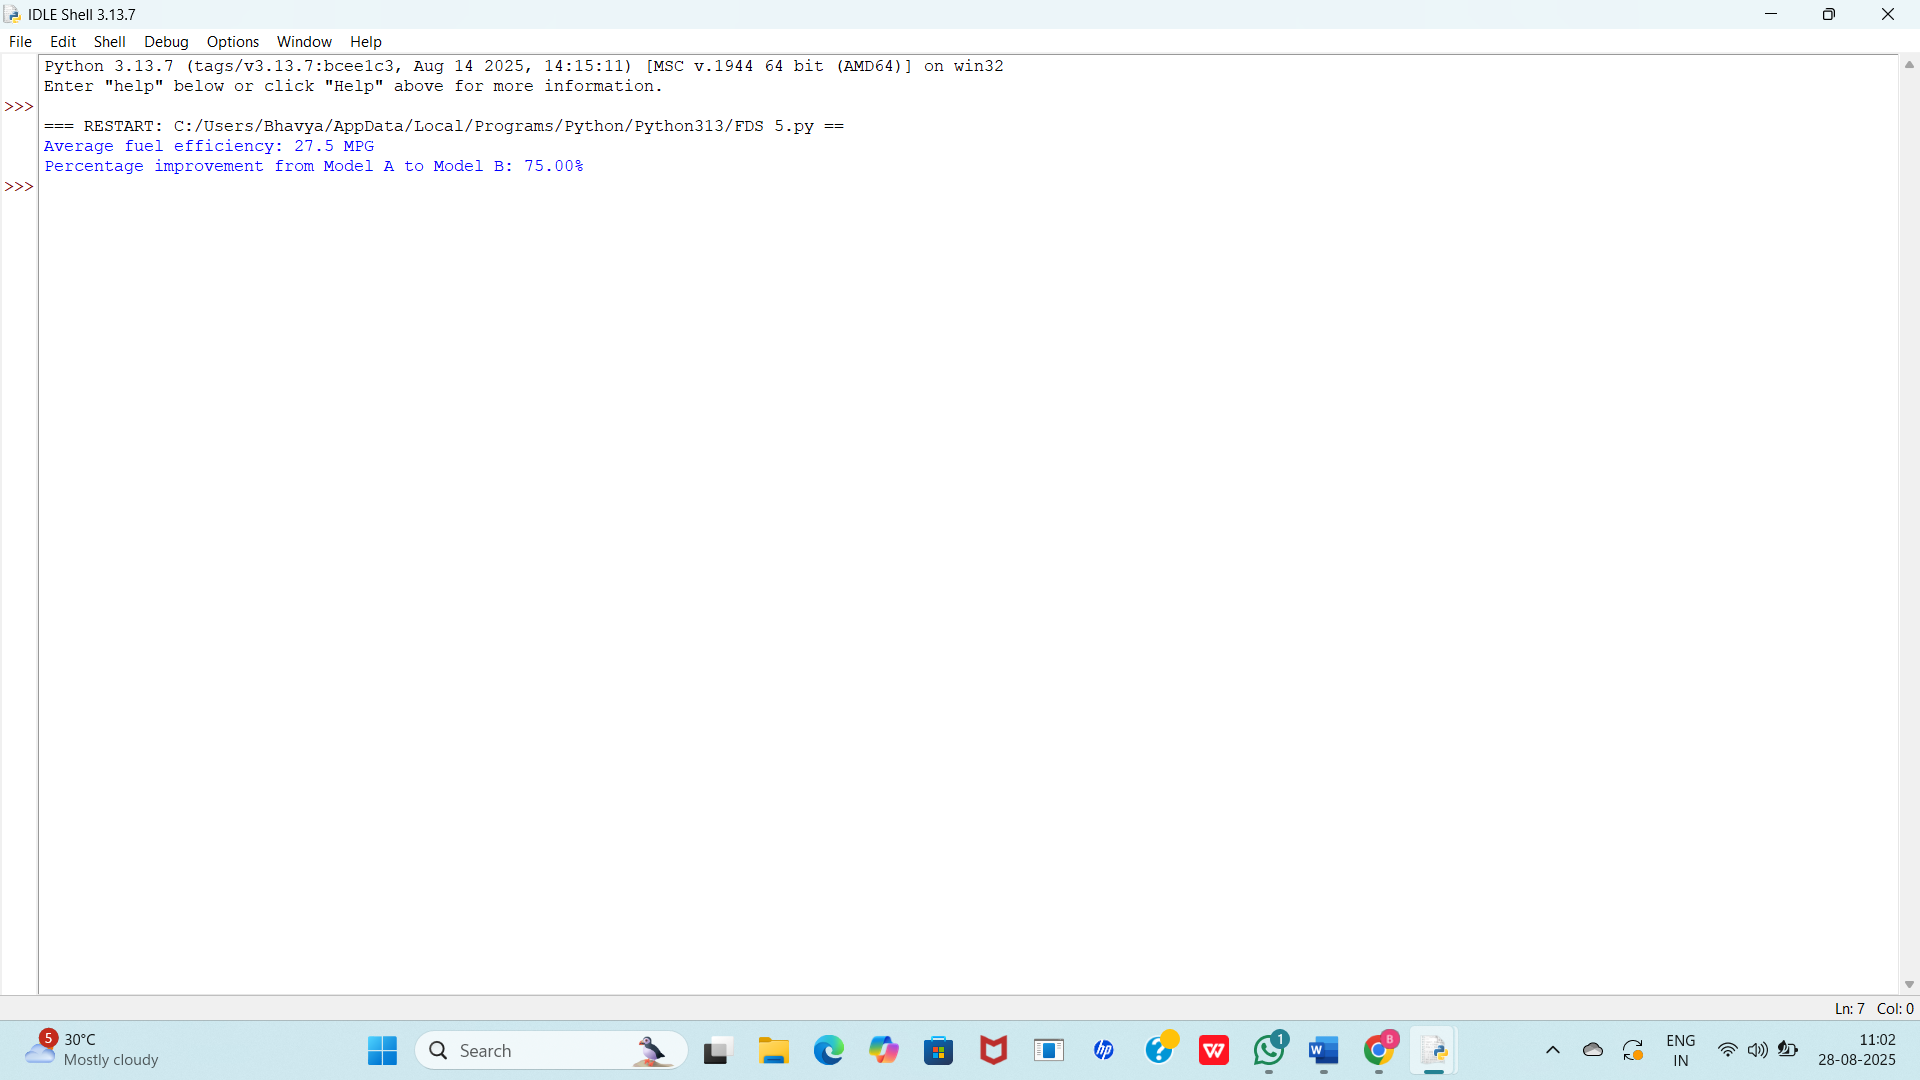 IDLE Shell 3.13.7
File Edit Shell Debug Options Window Help
Python 3.13.7 (tags/v3.13.7:bcee1c3, Aug 14 2025, 14:15:11) [MSC v.1944 64 bit (AMD64)] on win32
Enter "help" below or click "Help" above for more information.
>>>
=== RESTART: C:/Users/Bhavya/AppData/Local/Programs/Python/Python313/FDS 5.py ==
Average fuel efficiency: 27.5 MPG
Percentage improvement from Model A to Model B: 75.00%
>>>
Ln: 7 Col: 0
5
30°C
Mostly cloudy
Search
hp
?
W
1
W
B
ENG
IN
11:02
28-08-2025